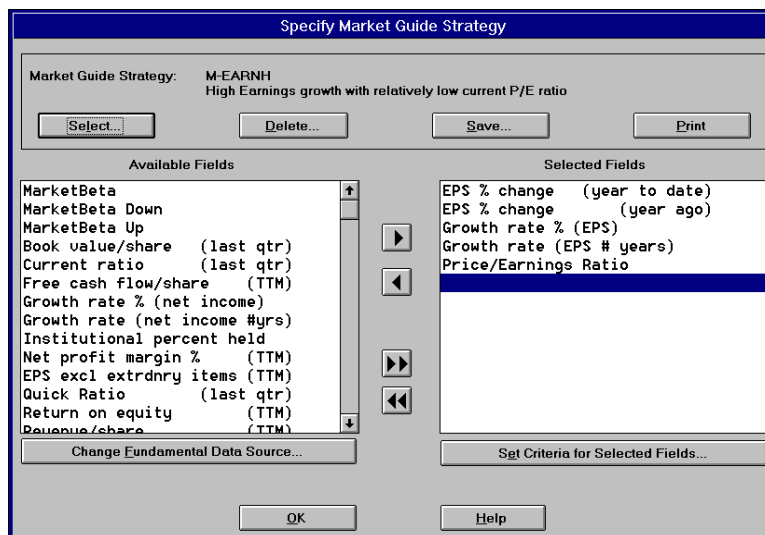 Specify Market Guide Strategy
Market Guide Strategy: M-EARNH
High Earnings growth with relatively low current P/E ratio
Select... Delete... Save... Print
Available Fields
MarketBeta
MarketBeta Down
MarketBeta Up
Book value/share (last qtr)
Current ratio (last qtr)
Free cash flow/share (TTM)
Growth rate % (net income)
Growth rate (net income #yrs)
Institutional percent held
Net profit margin % (TTM)
EPS excl extrdnry items (TTM)
Quick Ratio (last qtr)
Return on equity (TTM)
Revenue/share (TTM)
Change Fundamental Data Source...
Selected Fields
EPS % change (year to date)
EPS % change (year ago)
Growth rate % (EPS)
Growth rate (EPS # years)
Price/Earnings Ratio
Set Criteria for Selected Fields...
OK Help